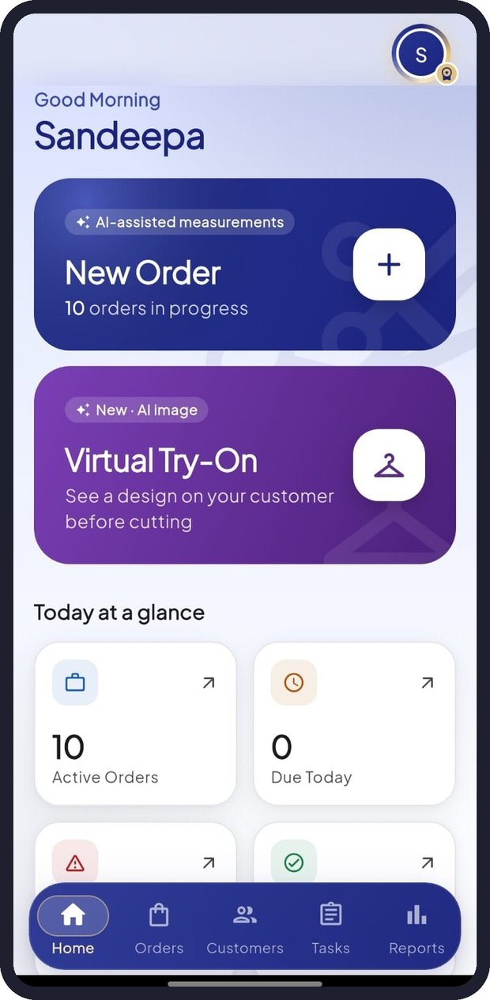 S
Good Morning
Sandeepa
AI-assisted measurements
New Order
10 orders in progress
New · AI image
Virtual Try-On
See a design on your customer
before cutting
Today at a glance
10
Active Orders
0
Due Today
Home
Orders
Customers
Tasks
Reports